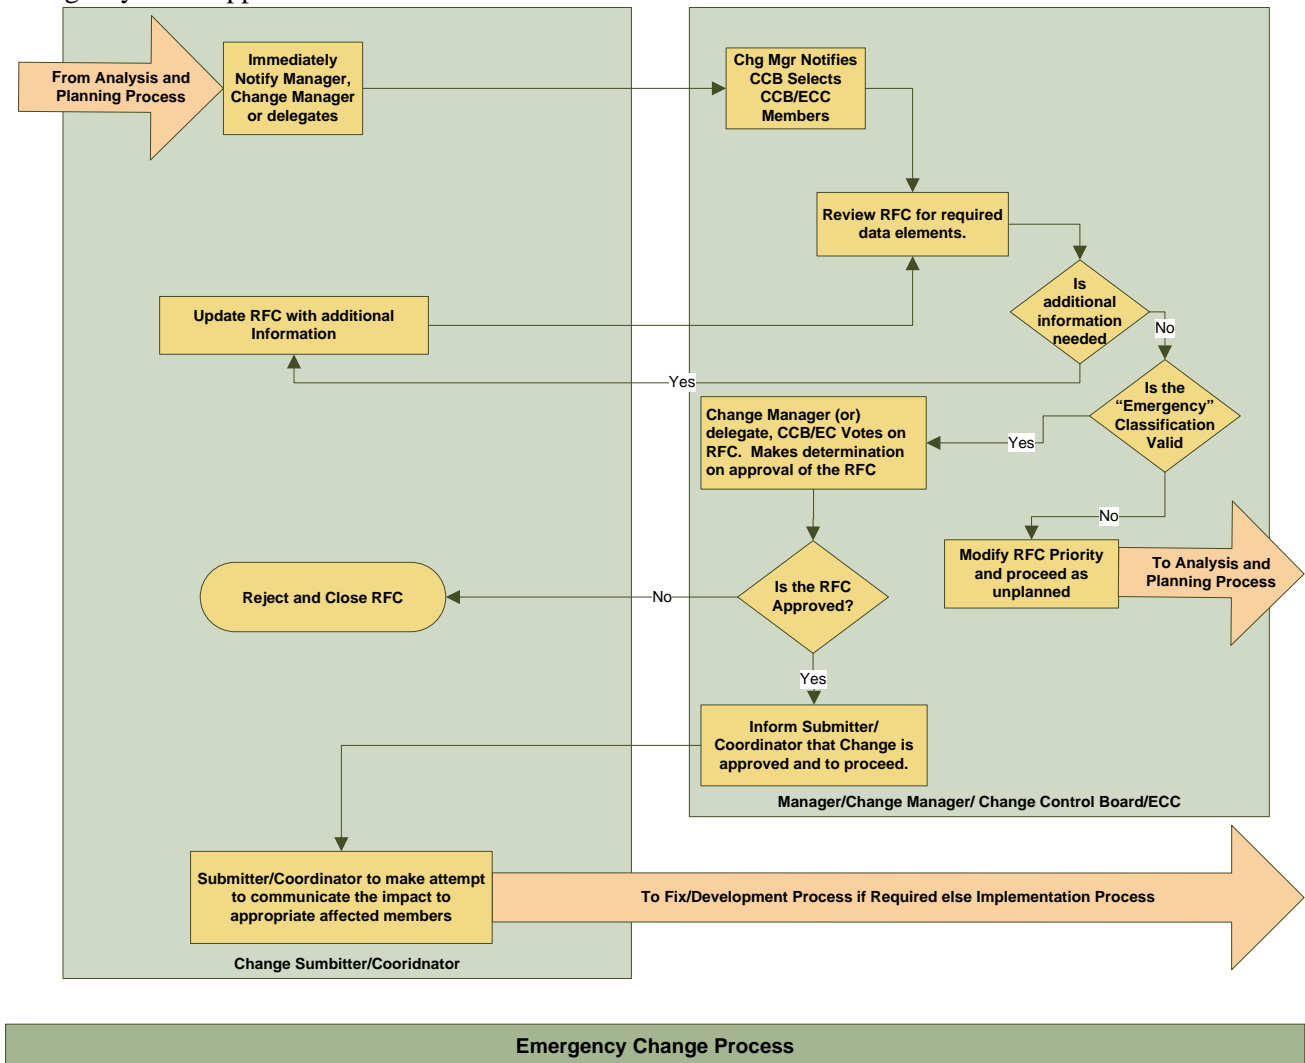 From Analysis and
Planning Process
Immediately
Notify Manager,
Change Manager
or delegates
Chg Mgr Notifies
CCB Selects
CCB/ECC
Members
Review RFC for required
data elements.
Is
additional
information
needed
No
Update RFC with additional
Information
Yes
Is the
“Emergency”
Classification
Valid
Yes
Change Manager (or)
delegate, CCB/EC Votes on
RFC.  Makes determination
on approval of the RFC
No
Modify RFC Priority
and proceed as
unplanned
To Analysis and
Planning Process
Is the RFC
Approved?
No
Reject and Close RFC
Yes
Inform Submitter/
Coordinator that Change is
approved and to proceed.
Manager/Change Manager/ Change Control Board/ECC
Submitter/Coordinator to make attempt
to communicate the impact to
appropriate affected members
To Fix/Development Process if Required else Implementation Process
Change Sumbitter/Cooridnator
Emergency Change Process